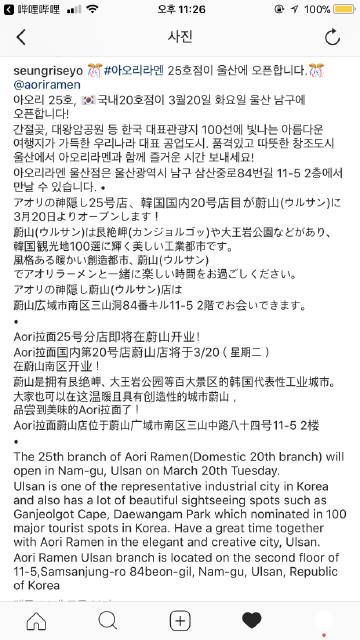 哔哩哔哩 오후 11:26 100%
사진
seungriseyo 🎊#아오리라멘 25호점이 울산에 오픈합니다.🎊
@aoriramen
아오리 25호, 🇰🇷국내20호점이 3월20일 화요일 울산 남구에
오픈합니다!
간절곶, 대왕암공원 등 한국 대표관광지 100선에 빛나는 아름다운
여행지가 가득한 우리나라 대표 공업도시. 품격있고 따뜻한 창조도시
울산에서 아오리라멘과 함께 즐거운 시간 보내세요!
아오리라멘 울산점은 울산광역시 남구 삼산중로84번길 11-5 2층에서
만날 수 있습니다. •
アオリの神隠し25号店、韓国国内20号店目が蔚山(ウルサン)に
3月20日よりオープンします！
蔚山(ウルサン)は艮絶岬(カンジョルゴッ)や大王岩公園などがあり、
韓国観光地100選に輝く美しい工業都市です。
風格ある暖かい創造都市、蔚山(ウルサン)
でアオリラーメンと一緒に楽しい時間をお過ごしください。
アオリの神隠し蔚山(ウルサン)店は
蔚山広域市南区三山洞84番キル11-5 2階でお会いできます。
•
Aori拉面25号分店即将在蔚山开业！
Aori拉面国内第20号店蔚山店将于3/20（星期二）
在蔚山南区开业！
蔚山是拥有艮绝岬、大王岩公园等百大景区的韩国代表性工业城市。
大家也可以在这温暖且具有创造性的城市蔚山，
品尝到美味的Aori拉面了！
Aori拉面蔚山店位于蔚山广域市南区三山中路八十四号11-5 2楼
•
The 25th branch of Aori Ramen(Domestic 20th branch) will
open in Nam-gu, Ulsan on March 20th Tuesday.
Ulsan is one of the representative industrial city in Korea
and also has a lot of beautiful sightseeing spots such as
Ganjeolgot Cape, Daewangam Park which nominated in 100
major tourist spots in Korea. Have a great time together
with Aori Ramen in the elegant and creative city, Ulsan.
Aori Ramen Ulsan branch is located on the second floor of
11-5,Samsanjung-ro 84beon-gil, Nam-gu, Ulsan, Republic
of Korea